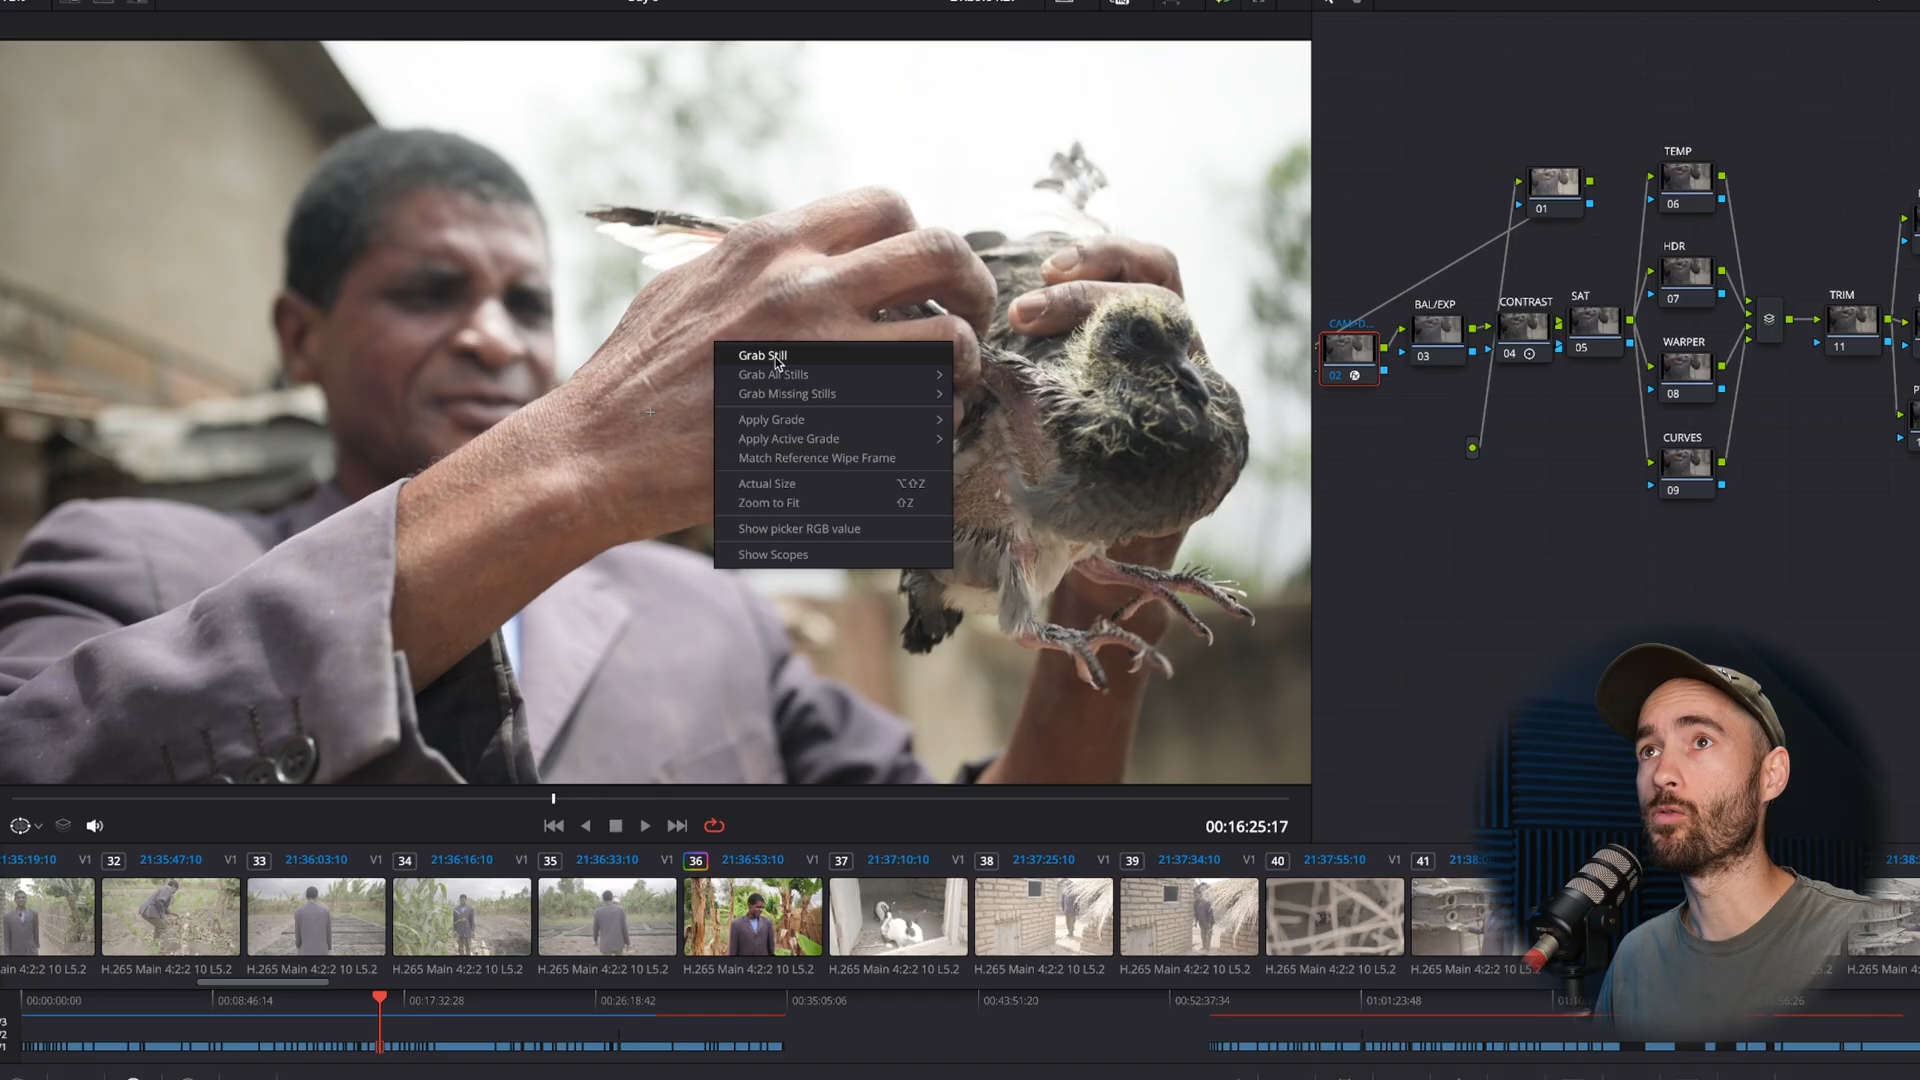 Grab Still
Grab All Stills
Grab Missing Stills
Apply Grade
Apply Active Grade
Match Reference Wipe Frame
Actual Size ⌥⇧Z
Zoom to Fit ⇧Z
Show picker RGB value
Show Scopes
TEMP
01
06
HDR
07
CAM>D...
BAL/EXP
CONTRAST
SAT
TRIM
02
03
04
05
11
WARPER
08
CURVES
09
00:16:25:17
1:35:19:10 V1 32 21:35:47:10 V1 33 21:36:03:10 V1 34 21:36:16:10 V1 35 21:36:33:10 V1 36 21:36:53:10 V1 37 21:37:10:10 V1 38 21:37:25:10 V1 39 21:37:34:10 V1 40 21:37:55:10 V1 41 21:38:0 21:38:
ain 4:2:2 10 L5.2 H.265 Main 4:2:2 10 L5.2 H.265 Main 4:2:2 10 L5.2 H.265 Main 4:2:2 10 L5.2 H.265 Main 4:2:2 10 L5.2 H.265 Main 4:2:2 10 L5.2 H.265 Main 4:2:2 10 L5.2 H.265 Main 4:2:2 10 L5.2 H.265 Main 4:2:2 10 L5.2 H.265 Main 4:2:2 10 L5.2 H.265 Main 4:2:2 5.2 H.265 Main 4:
00:00:00:00 00:08:46:14 00:17:32:28 00:26:18:42 00:35:05:06 00:43:51:20 00:52:37:34 01:01:23:48 56:26